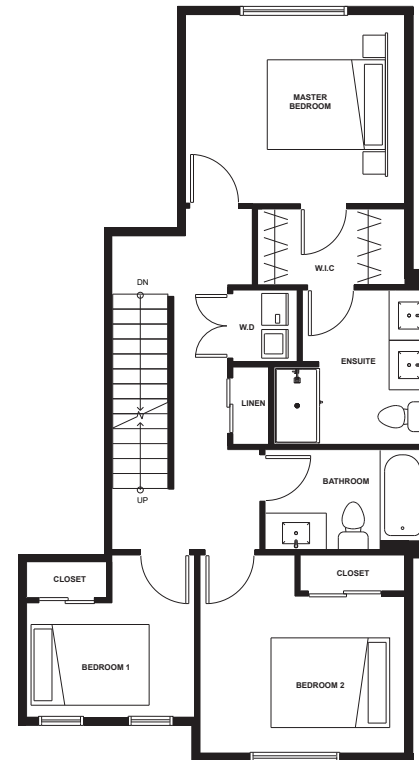 MASTER
BEDROOM
W.I.C
DN
W.D
ENSUITE
LINEN
BATHROOM
UP
CLOSET
CLOSET
BEDROOM 1
BEDROOM 2